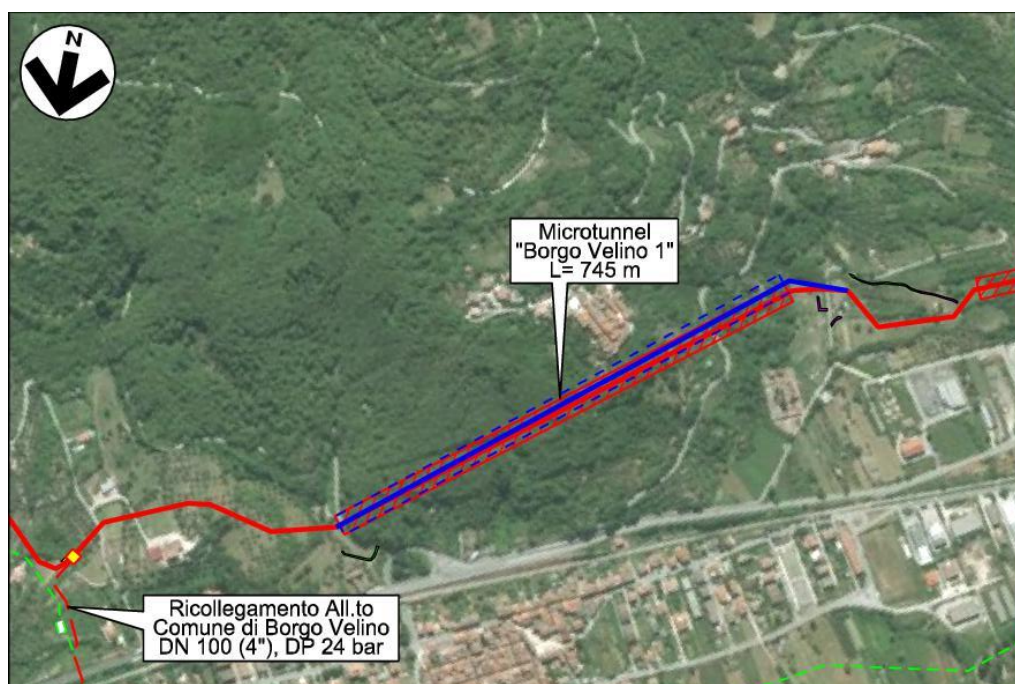 N
Microtunnel
"Borgo Velino 1"
L= 745 m
Ricollegamento All.to
Comune di Borgo Velino
DN 100 (4"), DP 24 bar